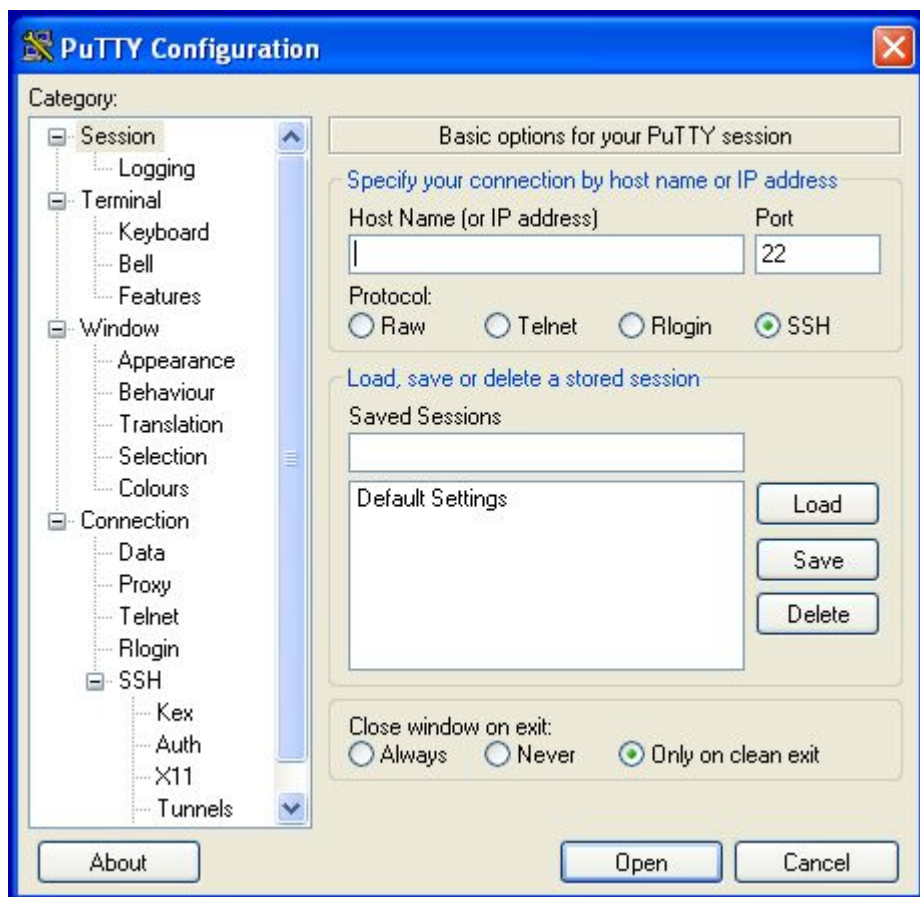 PuTTY Configuration
Category:
Session
Logging
Terminal
Keyboard
Bell
Features
Window
Appearance
Behaviour
Translation
Selection
Colours
Connection
Data
Proxy
Telnet
Rlogin
SSH
Kex
Auth
X11
Tunnels
Basic options for your PuTTY session
Specify your connection by host name or IP address
Host Name (or IP address) Port
22
Protocol:
Raw Telnet Rlogin SSH
Load, save or delete a stored session
Saved Sessions
Default Settings
Load
Save
Delete
Close window on exit:
Always Never Only on clean exit
About Open Cancel